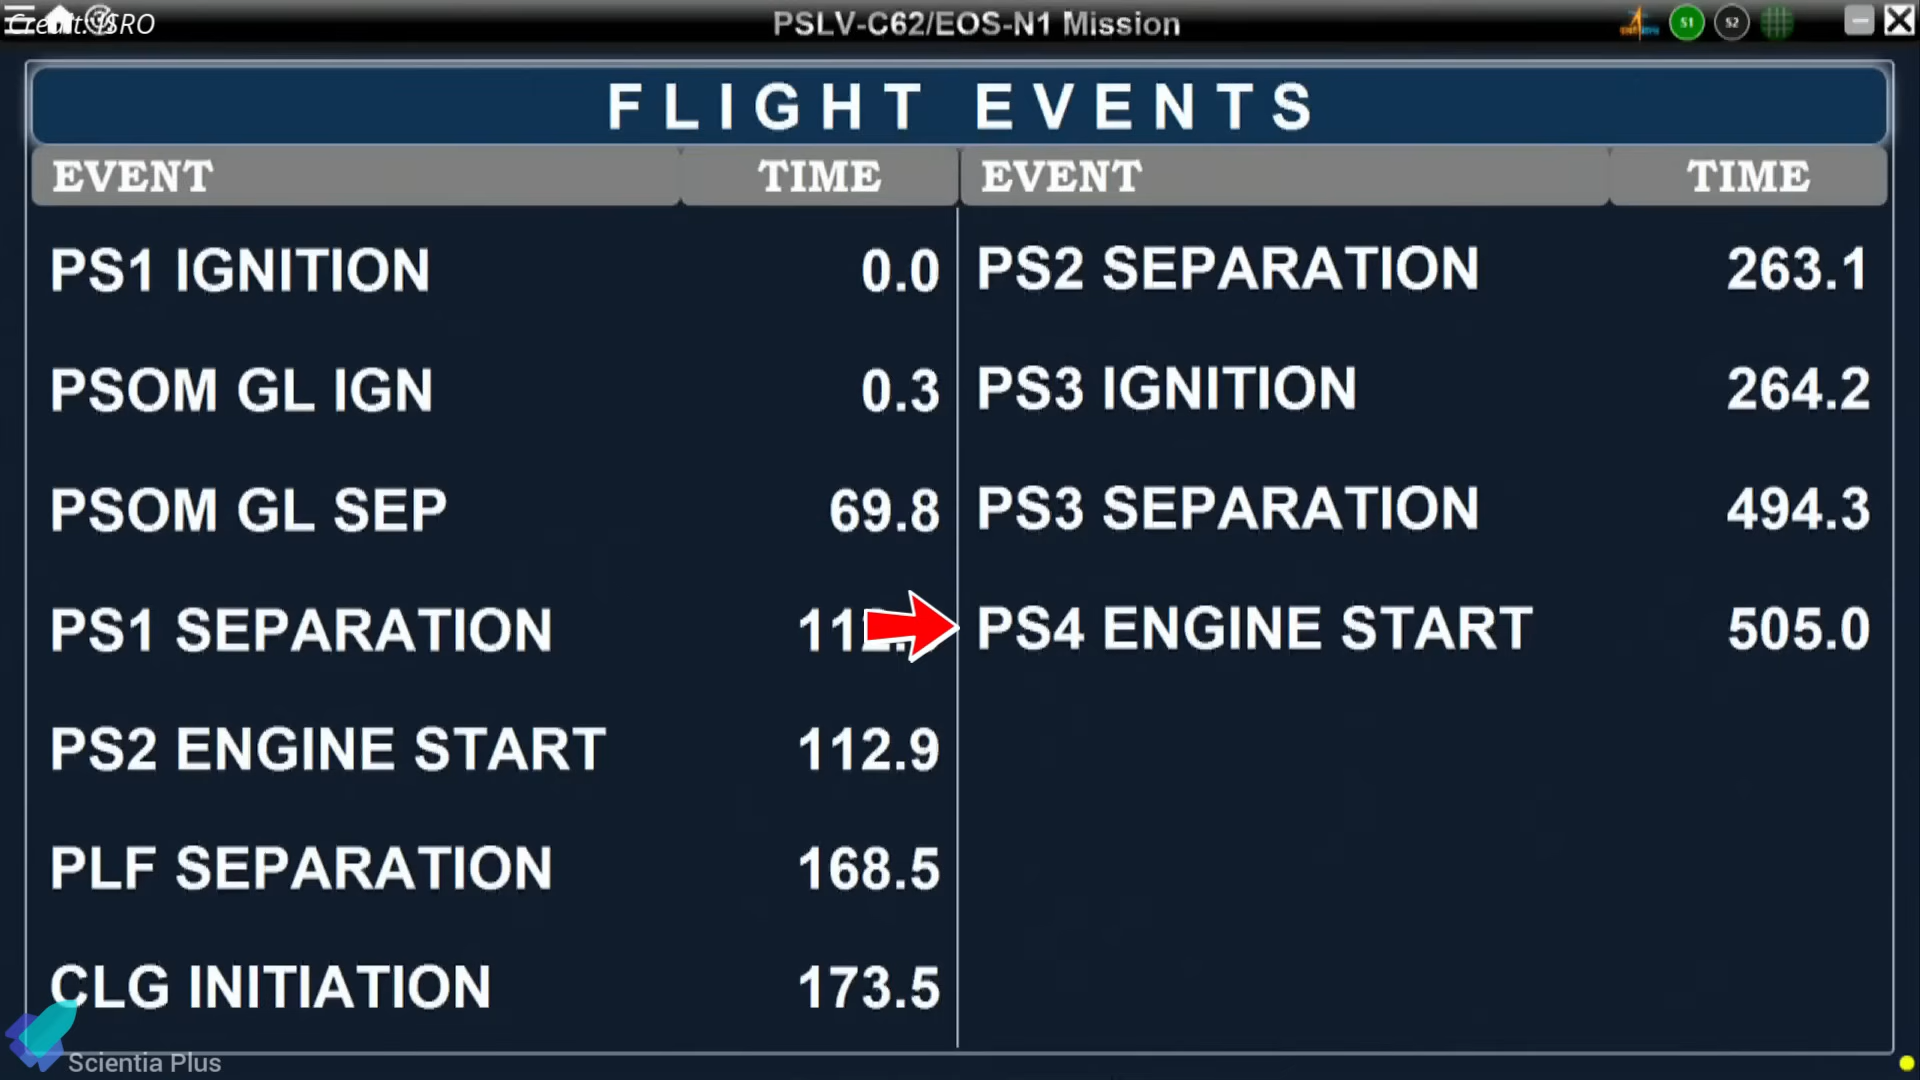 Credit: ISRO
PSLV-C62/EOS-N1 Mission
S1
S2
FLIGHT EVENTS
EVENT TIME EVENT TIME
PS1 IGNITION 0.0
PSOM GL IGN 0.3
PSOM GL SEP 69.8
PS1 SEPARATION
PS2 ENGINE START 112.9
PLF SEPARATION 168.5
CLG INITIATION 173.5
PS2 SEPARATION 263.1
PS3 IGNITION 264.2
PS3 SEPARATION 494.3
PS4 ENGINE START 505.0
Scientia Plus